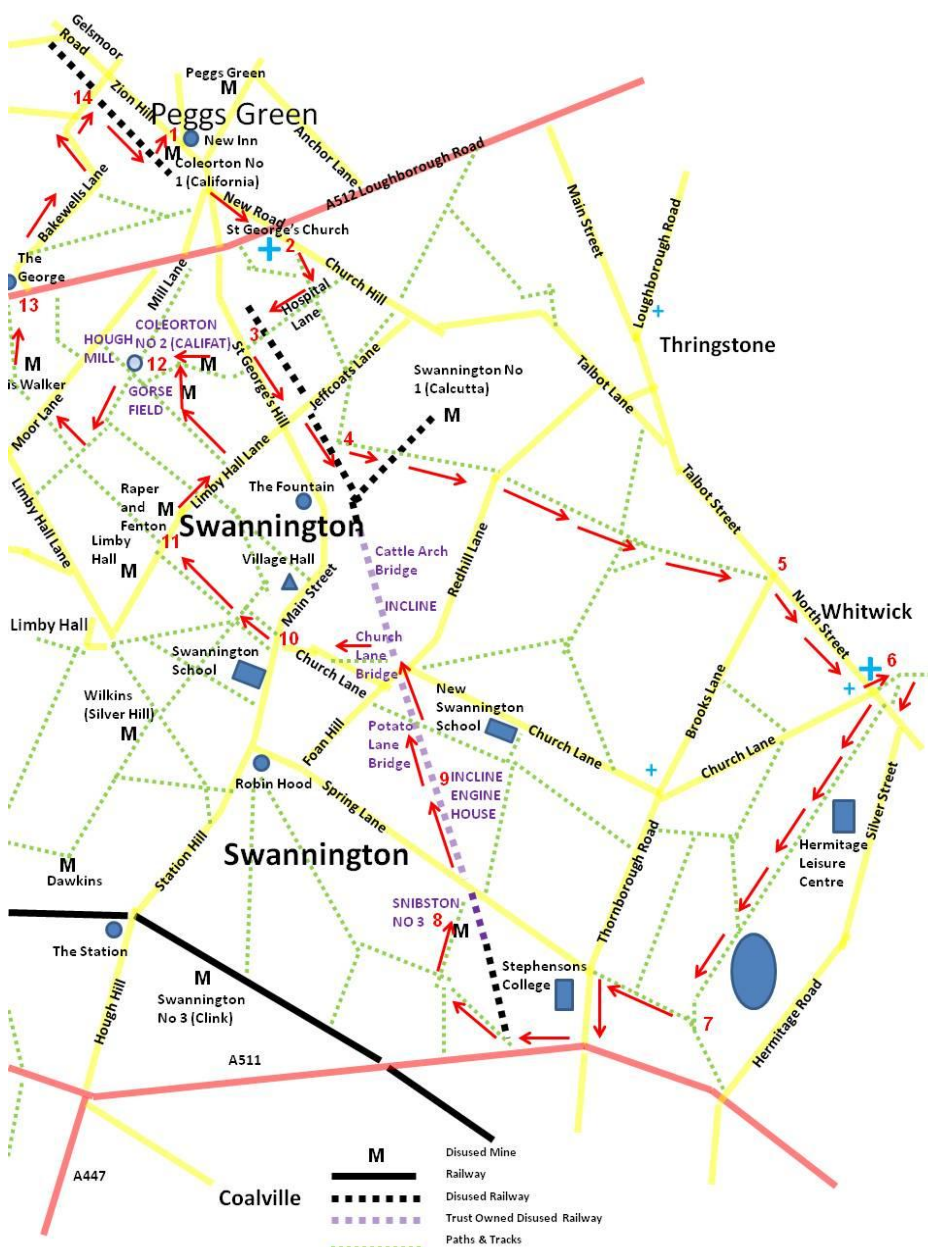 Gelsmoor
Road
Peggs Green
M
14
Zion Hill
Peggs Green
1
New Inn
M
Coleorton No
1 (California)
Anchor Lane
A512 Loughborough Road
Main Street
Loughborough Road
Bakewells Lane
New Road
St George's Church
2
The
George
13
Mill Lane
Church Hill
Hospital
Lane
COLEORTON
NO 2 (CALIFAT)
HOUGH
MILL
12
M
3
M
is Walker
GORSE
FIELD
M
St George's Hill
Jeffcoats Lane
Thringstone
Talbot Lane
Swannington No
1 (Calcutta)
M
Moor Lane
4
Limby Hall Lane
Limby Hall Lane
The Fountain
Raper
and
Fenton
M
Swannington
Talbot Street
Limby
Hall
M
11
Village Hall
Cattle Arch
Bridge
Redhill Lane
5
INCLINE
Main Street
North Street
Whitwick
Limby Hall
10
Church
Lane
Bridge
Swannington
School
Church Lane
6
Wilkins
(Silver Hill)
M
New
Swannington
School
Brooks Lane
Foan Hill
Potato
Lane
Bridge
Church Lane
Church Lane
Robin Hood
9
INCLINE
ENGINE
HOUSE
Spring Lane
Silver Street
Hermitage
Leisure
Centre
Swannington
Station Hill
M
Dawkins
Thornborough Road
SNIBSTON
NO 3
8
M
The Station
M
Swannington
No 3 (Clink)
Stephensons
College
Hough Hill
7
Hermitage Road
A511
A447
Coalville
M
Disused Mine
Railway
Disused Railway
Trust Owned Disused Railway
Paths & Tracks